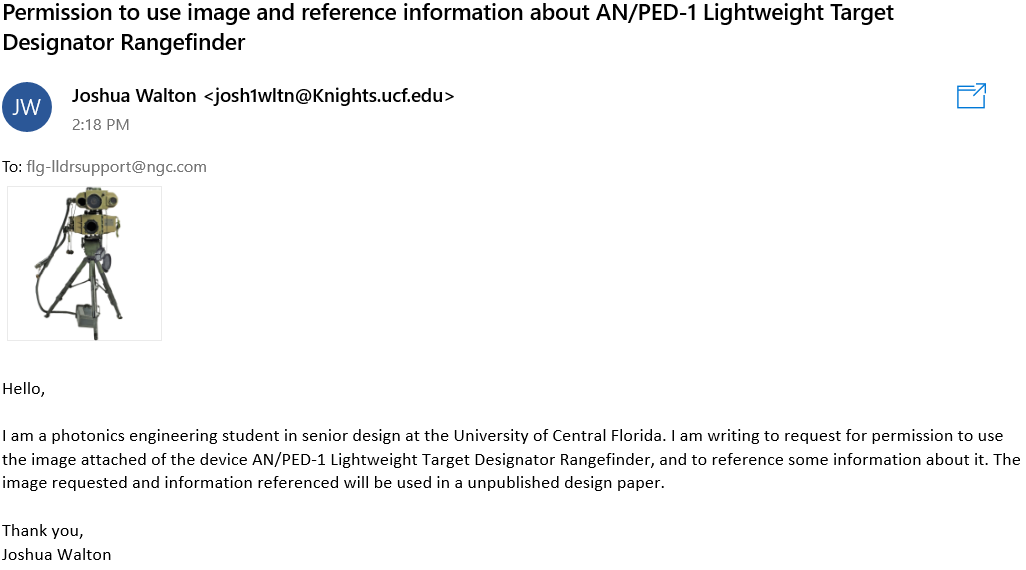 Permission to use image and reference information about AN/PED-1 Lightweight Target
Designator Rangefinder
JW
Joshua Walton <josh1wltn@Knights.ucf.edu>
2:18 PM
To: flg-lldrsupport@ngc.com
Hello,
I am a photonics engineering student in senior design at the University of Central Florida. I am writing to request for permission to use
the image attached of the device AN/PED-1 Lightweight Target Designator Rangefinder, and to reference some information about it. The
image requested and information referenced will be used in a unpublished design paper.
Thank you,
Joshua Walton